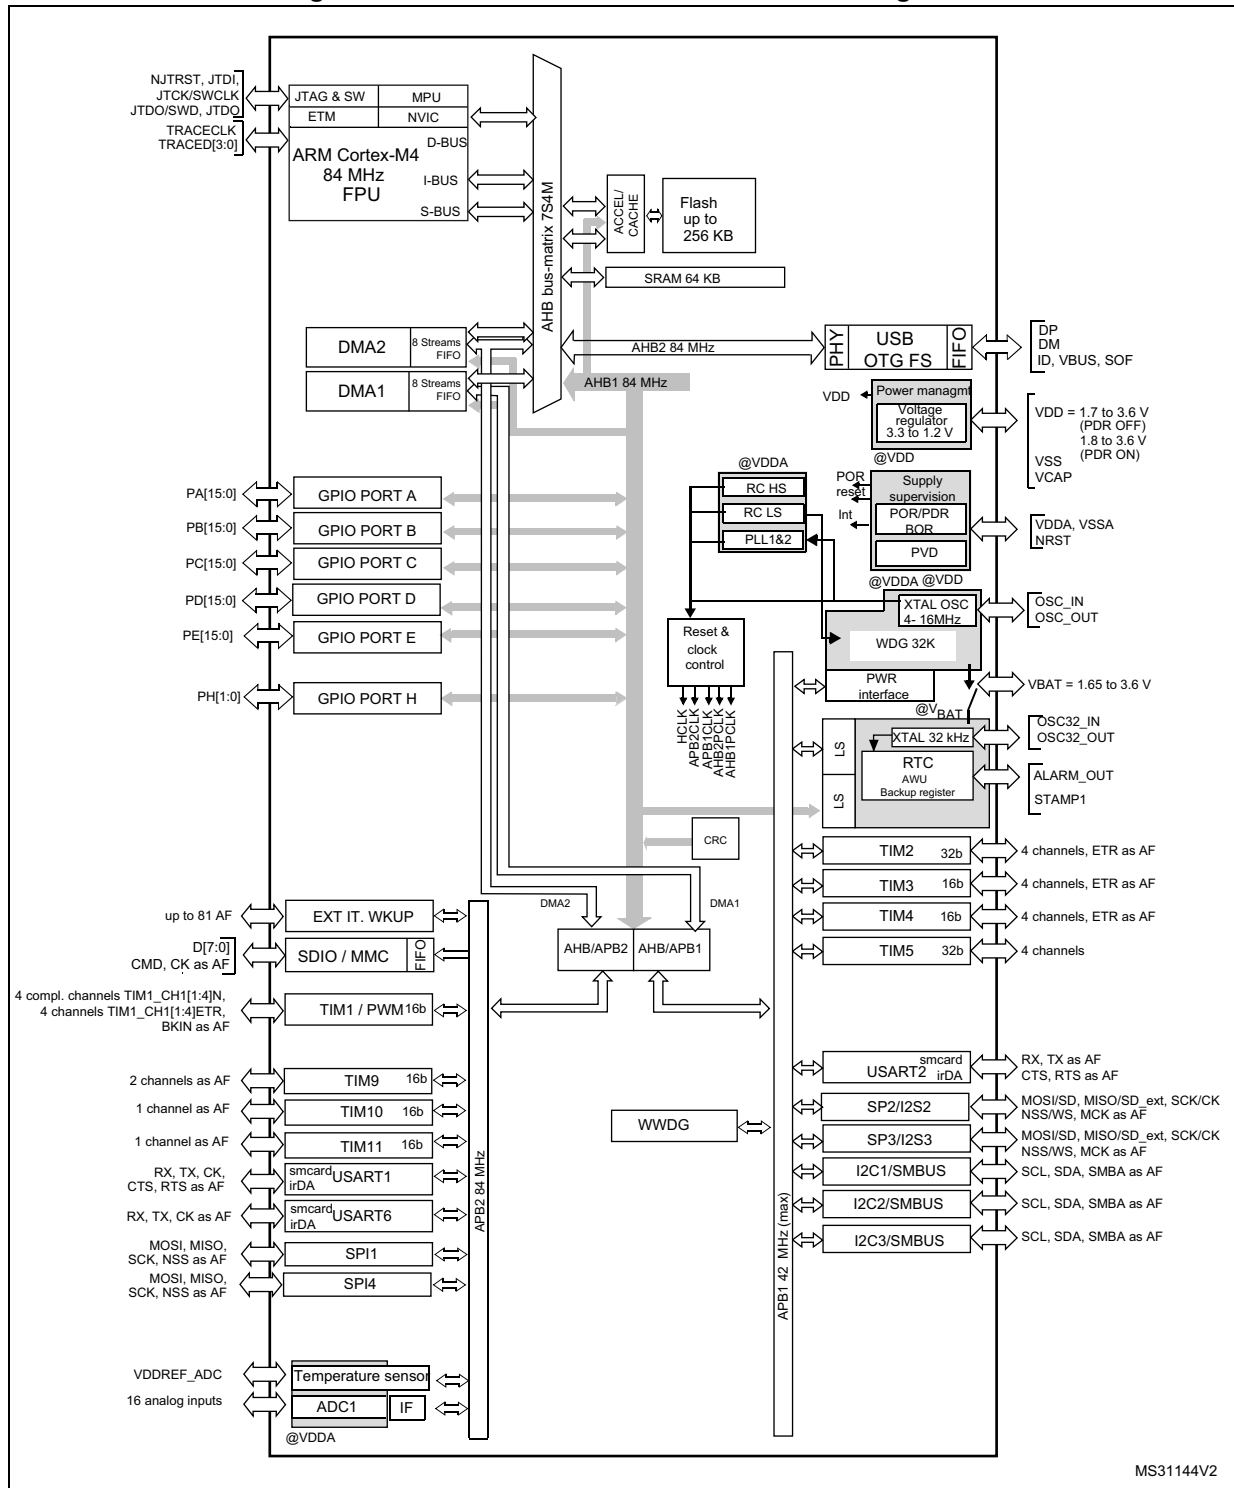 NJTRST, JTDI,
JTCK/SWCLK
JTDO/SWD, JTDO
TRACECLK
TRACED[3:0]
JTAG & SW
MPU
ETM
NVIC
D-BUS
ARM Cortex-M4
84 MHz
FPU
I-BUS
S-BUS
AHB bus-matrix 7S4M
ACCEL/
CACHE
Flash
up to
256 KB
SRAM 64 KB
DMA2
8 Streams
FIFO
DMA1
8 Streams
FIFO
AHB2 84 MHz
AHB1 84 MHz
PHY
USB
OTG FS
FIFO
DP
DM
ID, VBUS, SOF
VDD
Power managmt
Voltage
regulator
3.3 to 1.2 V
@VDD
VDD = 1.7 to 3.6 V
(PDR OFF)
1.8 to 3.6 V
(PDR ON)
VSS
VCAP
@VDDA
RC HS
RC LS
PLL1&2
POR
reset
Int
Supply
supervision
POR/PDR
BOR
PVD
VDDA, VSSA
NRST
@VDDA @VDD
XTAL OSC
4- 16MHz
WDG 32K
OSC_IN
OSC_OUT
PA[15:0]
GPIO PORT A
PB[15:0]
GPIO PORT B
PC[15:0]
GPIO PORT C
PD[15:0]
GPIO PORT D
PE[15:0]
GPIO PORT E
PH[1:0]
GPIO PORT H
Reset &
clock
control
HCLK
APB2CLK
APB1CLK
AHB2PCLK
AHB1PCLK
PWR
interface
VBAT = 1.65 to 3.6 V
@VBAT
LS
LS
XTAL 32 kHz
RTC
AWU
Backup register
OSC32_IN
OSC32_OUT
ALARM_OUT
STAMP1
CRC
DMA2
DMA1
AHB/APB2
AHB/APB1
TIM2 32b
4 channels, ETR as AF
TIM3 16b
4 channels, ETR as AF
TIM4 16b
4 channels, ETR as AF
TIM5 32b
4 channels
up to 81 AF
EXT IT. WKUP
D[7:0]
CMD, CK as AF
SDIO / MMC
FIFO
4 compl. channels TIM1_CH1[1:4]N,
4 channels TIM1_CH1[1:4]ETR,
BKIN as AF
TIM1 / PWM 16b
2 channels as AF
TIM9 16b
1 channel as AF
TIM10 16b
1 channel as AF
TIM11 16b
RX, TX, CK,
CTS, RTS as AF
smcard
irDA
USART1
RX, TX, CK as AF
smcard
irDA
USART6
MOSI, MISO,
SCK, NSS as AF
SPI1
MOSI, MISO,
SCK, NSS as AF
SPI4
VDDREF_ADC
Temperature sensor
16 analog inputs
ADC1
IF
@VDDA
APB2 84 MHz
WWDG
APB1 42 MHz (max)
USART2
smcard
irDA
RX, TX as AF
CTS, RTS as AF
SP2/I2S2
MOSI/SD, MISO/SD_ext, SCK/CK
NSS/WS, MCK as AF
SP3/I2S3
MOSI/SD, MISO/SD_ext, SCK/CK
NSS/WS, MCK as AF
I2C1/SMBUS
SCL, SDA, SMBA as AF
I2C2/SMBUS
SCL, SDA, SMBA as AF
I2C3/SMBUS
SCL, SDA, SMBA as AF
MS31144V2